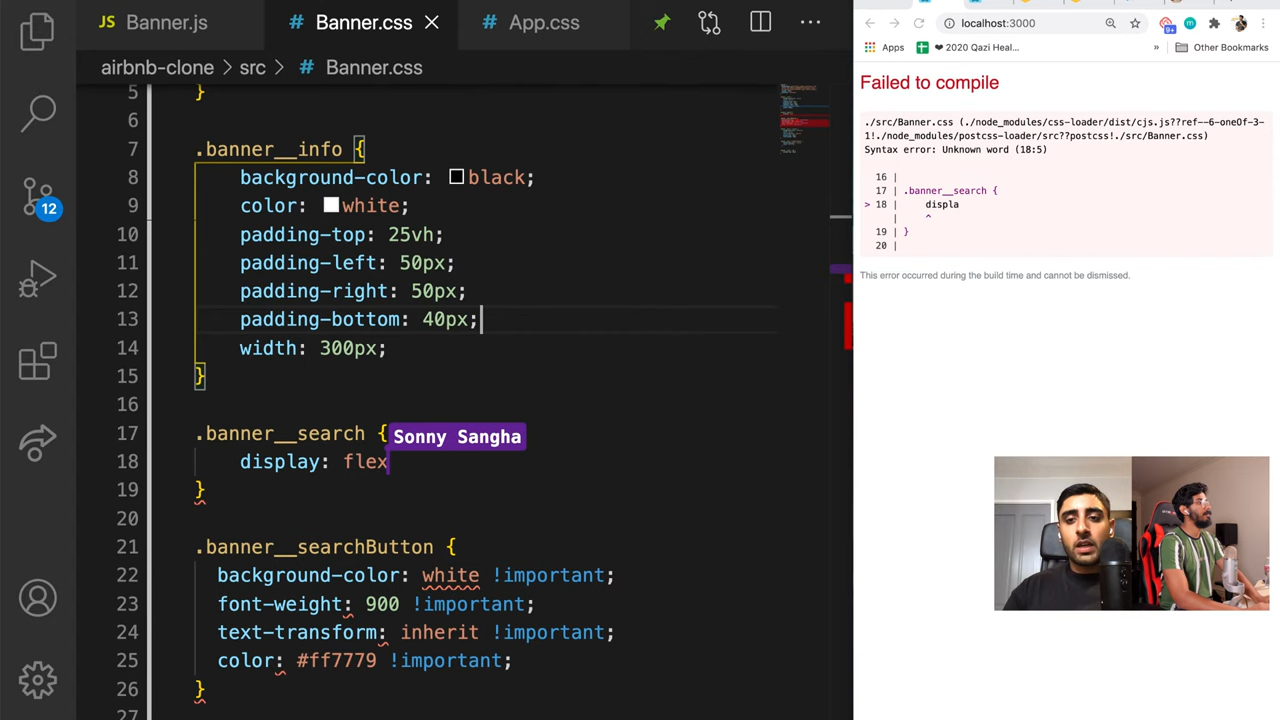 JS Banner.js
# Banner.css
# App.css
airbnb-clone > src > # Banner.css
5 }
6
7 .banner__info {
8 background-color: black;
9 color: white;
10 padding-top: 25vh;
11 padding-left: 50px;
12 padding-right: 50px;
13 padding-bottom: 40px;
14 width: 300px;
15 }
16
17 .banner__search {
Sonny Sangha
18 display: flex
19 }
20
21 .banner__searchButton {
22 background-color: white !important;
23 font-weight: 900 !important;
24 text-transform: inherit !important;
25 color: #ff7779 !important;
26 }
27
12
localhost:3000
9+
m
Apps
2020 Qazi Heal...
»
Other Bookmarks
Failed to compile
./src/Banner.css (./node_modules/css-loader/dist/cjs.js??ref--6-oneOf-3-
1!./node_modules/postcss-loader/src??postcss!./src/Banner.css)
Syntax error: Unknown word (18:5)
16 |
17 | .banner__search {
> 18 | displa
| ^
19 | }
20 |
This error occurred during the build time and cannot be dismissed.